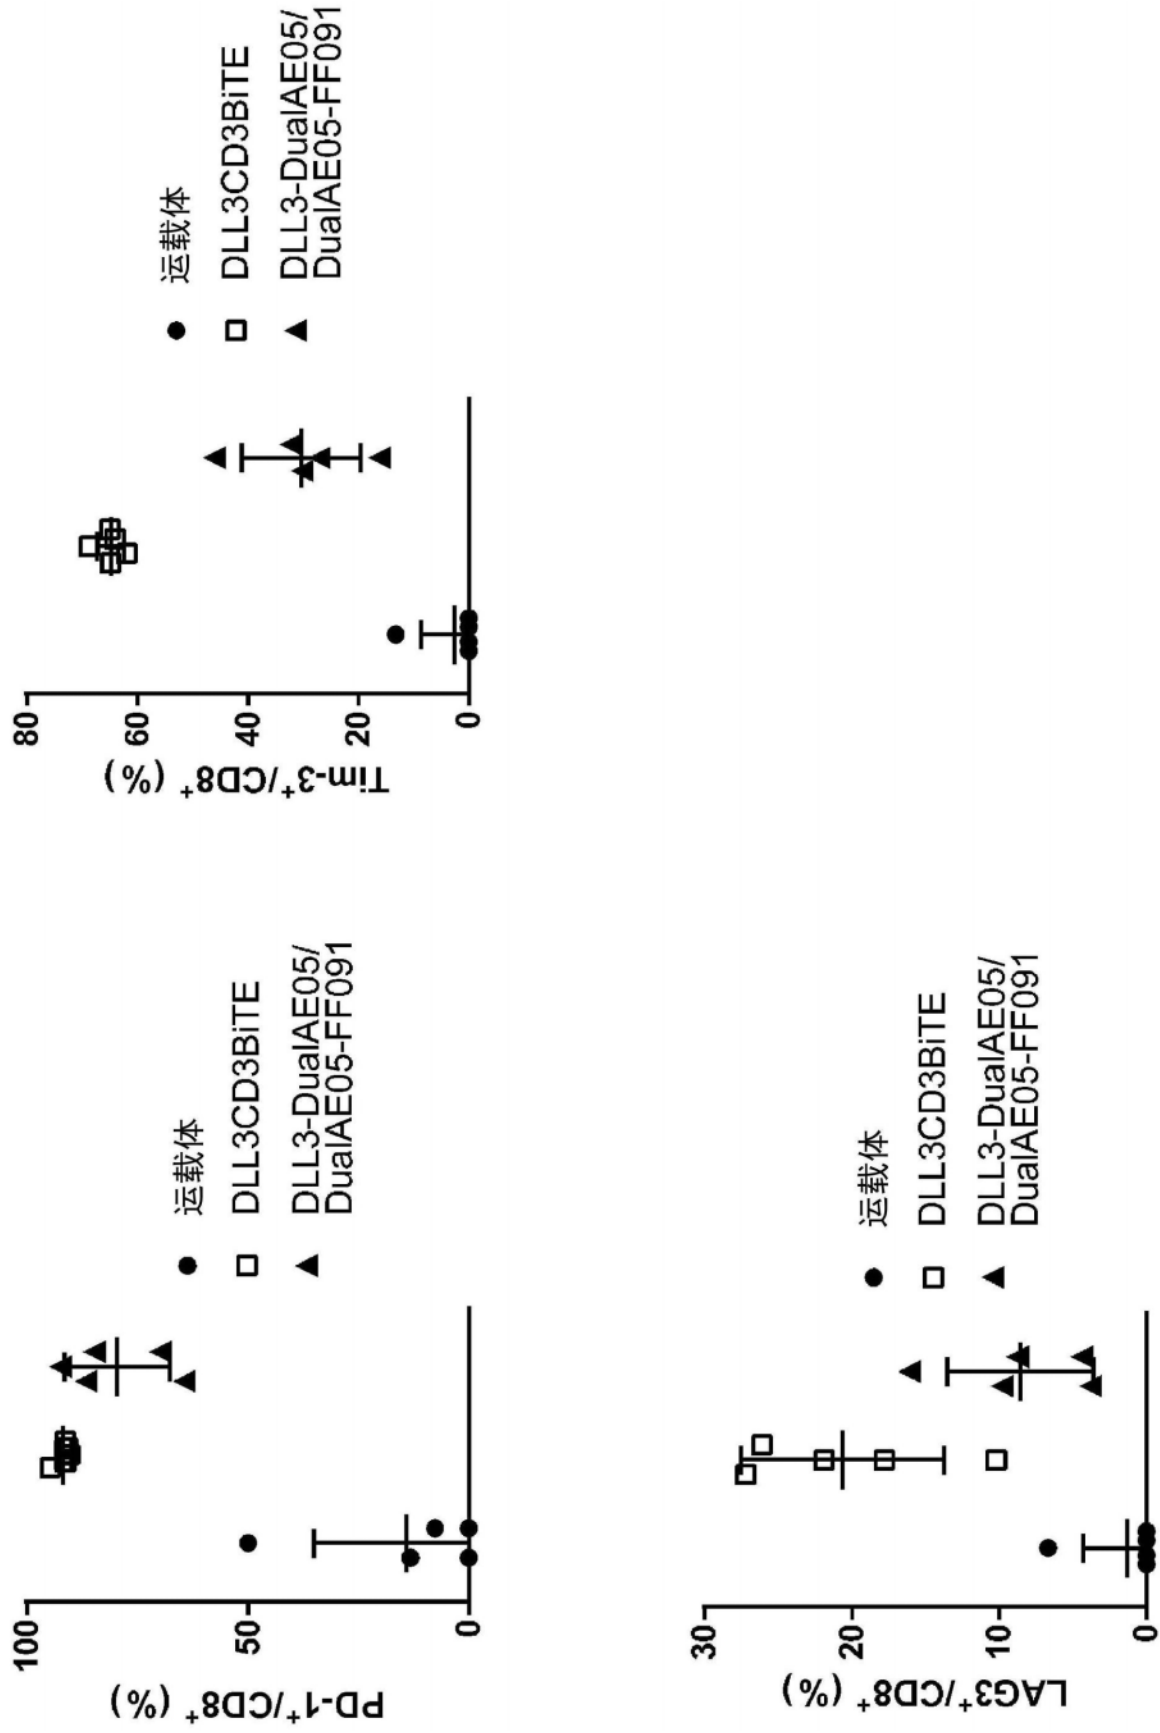 PD-1⁺/CD8⁺ (%)
100
50
0
运载体
DLL3CD3BiTE
DLL3-DualAE05/
DualAE05-FF091
Tim-3⁺/CD8⁺ (%)
80
60
40
20
0
运载体
DLL3CD3BiTE
DLL3-DualAE05/
DualAE05-FF091
LAG3⁺/CD8⁺ (%)
30
20
10
0
运载体
DLL3CD3BiTE
DLL3-DualAE05/
DualAE05-FF091